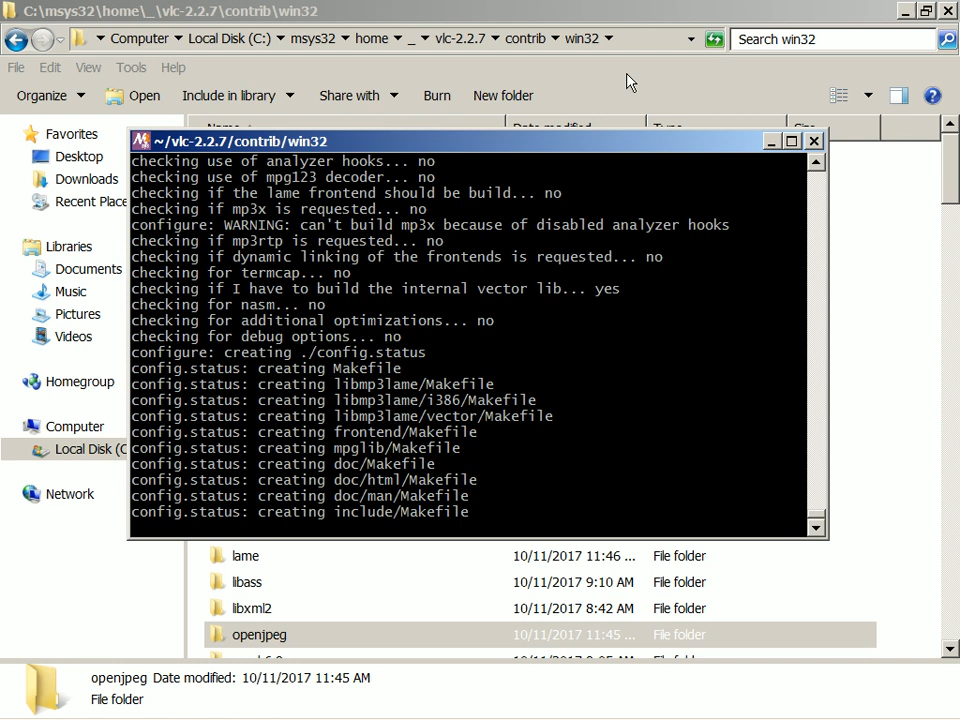 C:\msys32\home\_\vlc-2.2.7\contrib\win32
Computer Local Disk (C:) msys32 home _ vlc-2.2.7 contrib win32 Search win32
File Edit View Tools Help
Organize Open Include in library Share with Burn New folder
Favorites
Desktop
Downloads
Recent Place
Libraries
Documents
Music
Pictures
Videos
Homegroup
Computer
Local Disk (C
Network
~/vlc-2.2.7/contrib/win32
checking use of analyzer hooks... no
checking use of mpg123 decoder... no
checking if the lame frontend should be build... no
checking if mp3x is requested... no
configure: WARNING: can't build mp3x because of disabled analyzer hooks
checking if mp3rtp is requested... no
checking if dynamic linking of the frontends is requested... no
checking for termcap... no
checking if I have to build the internal vector lib... yes
checking for nasm... no
checking for additional optimizations... no
checking for debug options... no
configure: creating ./config.status
config.status: creating Makefile
config.status: creating libmp3lame/Makefile
config.status: creating libmp3lame/i386/Makefile
config.status: creating libmp3lame/vector/Makefile
config.status: creating frontend/Makefile
config.status: creating mpglib/Makefile
config.status: creating doc/Makefile
config.status: creating doc/html/Makefile
config.status: creating doc/man/Makefile
config.status: creating include/Makefile
lame 10/11/2017 11:46 ... File folder
libass 10/11/2017 9:10 AM File folder
libxml2 10/11/2017 8:42 AM File folder
openjpeg 10/11/2017 11:45 ... File folder
openjpeg Date modified: 10/11/2017 11:45 AM
File folder